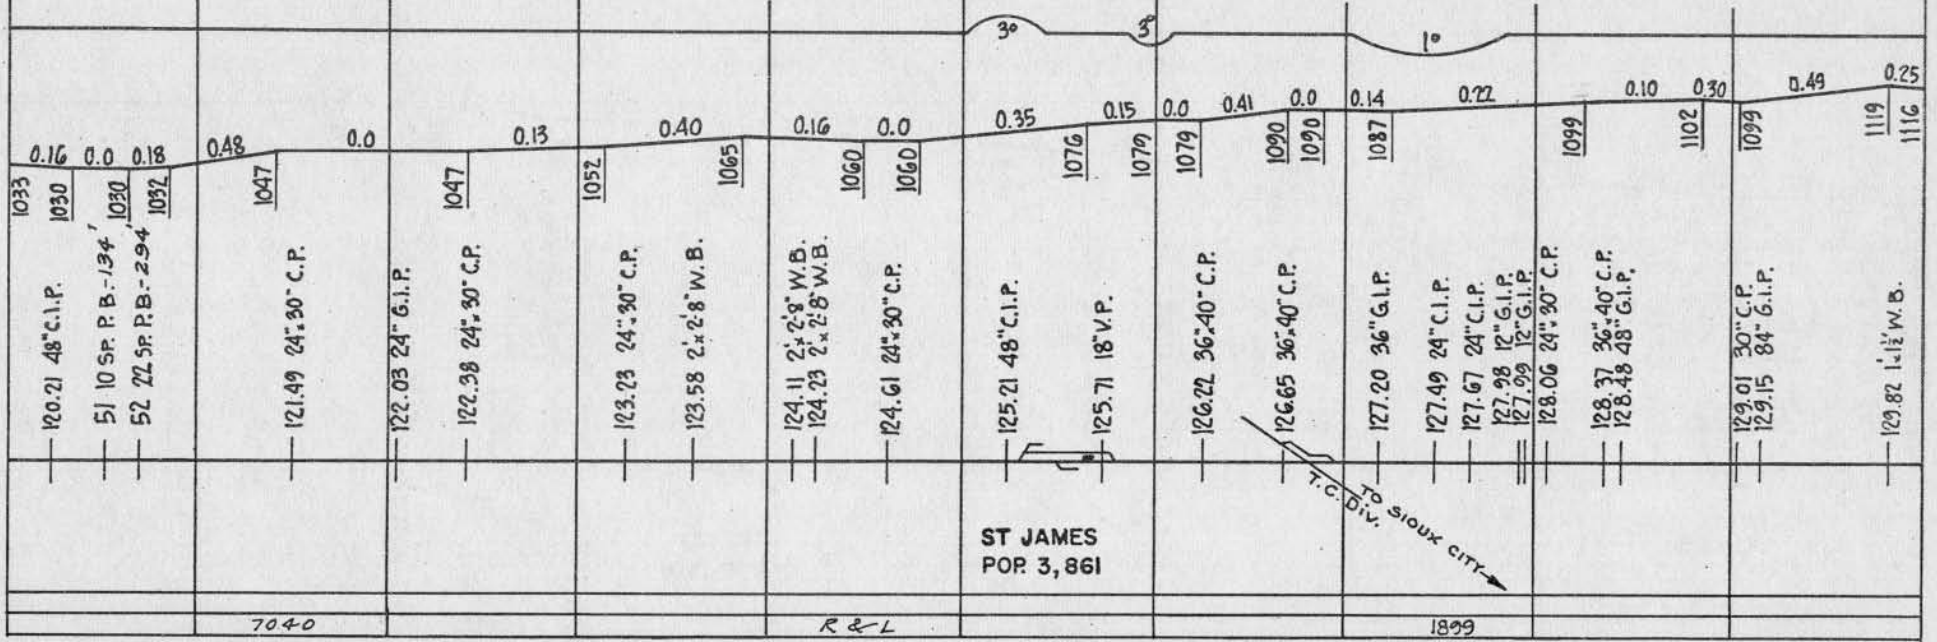 3° 3° 1°
0.16 0.0 0.18 0.48 0.0 0.13 0.40 0.16 0.0 0.35 0.15 0.0 0.41 0.0 0.14 0.22 0.10 0.30 0.49 0.25
1033
1030
1030
1032
1047
1047
1052
1065
1060
1060
1076
1079
1079
1090
1090
1087
1099
1102
1099
1119
1116
120.21 48" C.I.P.
51 10 SP. P.B.-134'
52 22 SP. P.B.-294'
121.49 24"x30" C.P.
122.03 24" G.I.P.
122.38 24"x30" C.P.
123.23 24"x30" C.P.
123.58 2'x2'8" W.B.
124.11 2'x2'8" W.B.
124.23 2'x2'8" W.B.
124.61 24"x30" C.P.
125.21 48" C.I.P.
125.71 18" V.P.
126.22 36"x40" C.P.
126.65 36"x40" C.P.
127.20 36" G.I.P.
127.49 24" C.I.P.
127.67 24" C.I.P.
127.98 12" G.I.P.
127.99 12" G.I.P.
128.06 24"x30" C.P.
128.37 36"x40" C.P.
128.48 48" G.I.P.
129.01 30" C.P.
129.15 84" G.I.P.
129.82 1'x1½' W.B.
TO SIOUX CITY
T.C. DIV.
ST JAMES
POP. 3,861
7040 R & L 1899